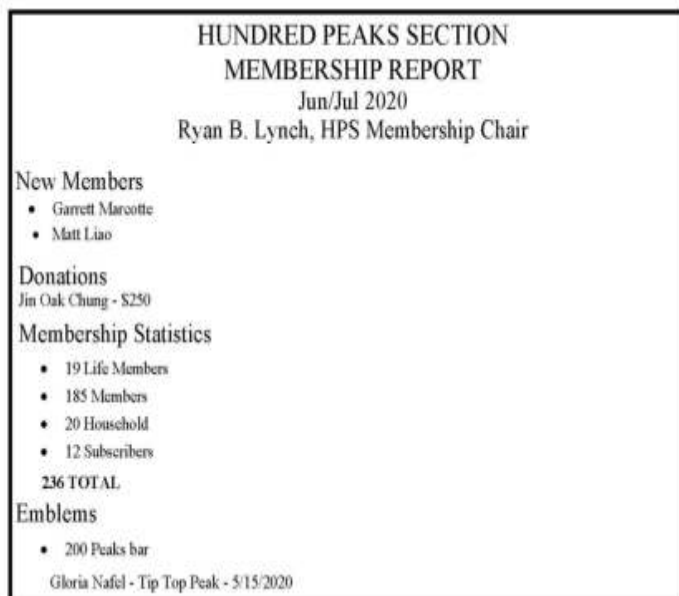 HUNDRED PEAKS SECTION
MEMBERSHIP REPORT
Jun/Jul 2020
Ryan B. Lynch, HPS Membership Chair
New Members
• Garrett Marcotte
• Matt Liao
Donations
Jin Oak Chung - $250
Membership Statistics
• 19 Life Members
• 185 Members
• 20 Household
• 12 Subscribers
236 TOTAL
Emblems
• 200 Peaks bar
Gloria Nafel - Tip Top Peak - 5/15/2020